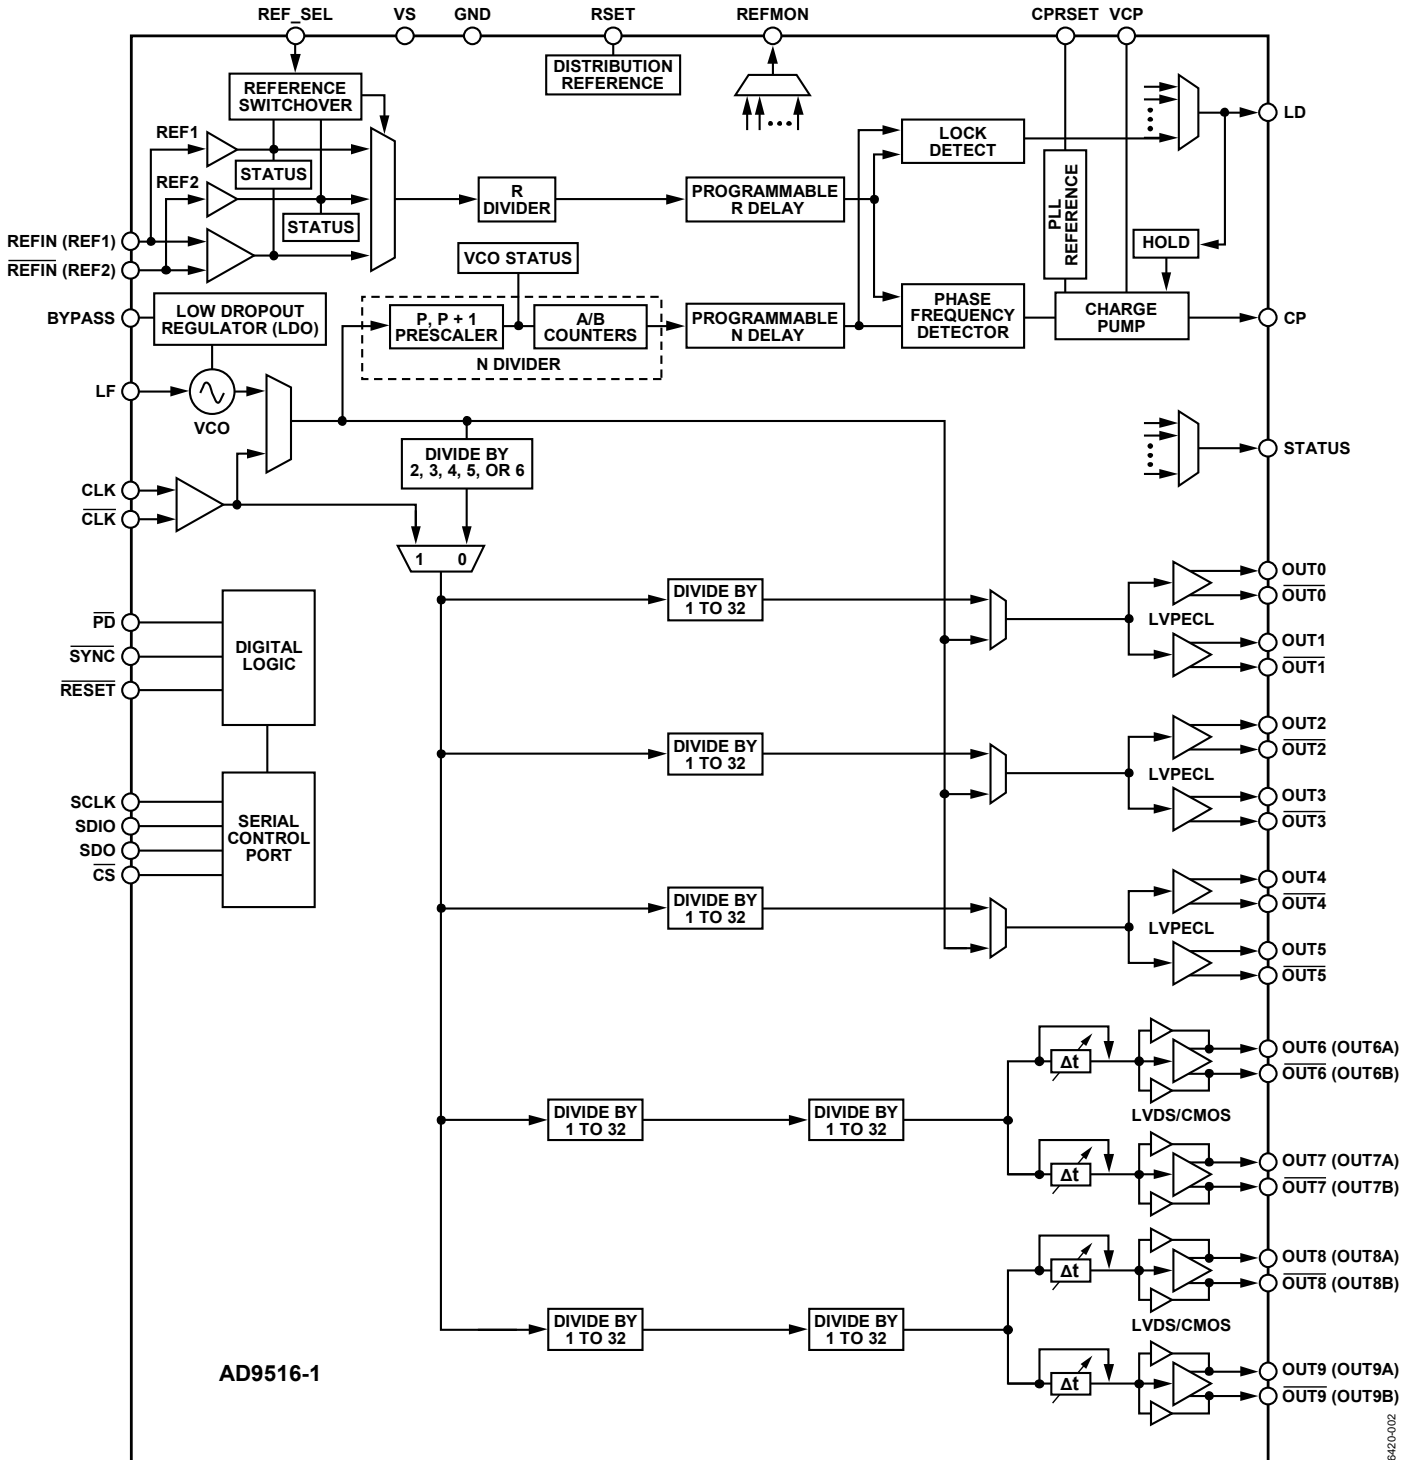 REF_SEL VS GND RSET REFMON CPRSET VCP
DISTRIBUTION
REFERENCE
REFERENCE
SWITCHOVER
LD
REF1
STATUS
REF2
STATUS
R
DIVIDER
PROGRAMMABLE
R DELAY
LOCK
DETECT
PLL
REFERENCE
HOLD
REFIN (REF1)
REFIN (REF2)
VCO STATUS
BYPASS
LOW DROPOUT
REGULATOR (LDO)
P, P + 1
PRESCALER
A/B
COUNTERS
N DIVIDER
PROGRAMMABLE
N DELAY
PHASE
FREQUENCY
DETECTOR
CHARGE
PUMP
CP
LF
VCO
DIVIDE BY
2, 3, 4, 5, OR 6
STATUS
CLK
CLK
1 0
PD
SYNC
RESET
DIGITAL
LOGIC
DIVIDE BY
1 TO 32
LVPECL
OUT0
OUT0
OUT1
OUT1
SCLK
SDIO
SDO
CS
SERIAL
CONTROL
PORT
DIVIDE BY
1 TO 32
LVPECL
OUT2
OUT2
OUT3
OUT3
DIVIDE BY
1 TO 32
LVPECL
OUT4
OUT4
OUT5
OUT5
DIVIDE BY
1 TO 32
DIVIDE BY
1 TO 32
Δt
OUT6 (OUT6A)
OUT6 (OUT6B)
LVDS/CMOS
Δt
OUT7 (OUT7A)
OUT7 (OUT7B)
DIVIDE BY
1 TO 32
DIVIDE BY
1 TO 32
Δt
OUT8 (OUT8A)
OUT8 (OUT8B)
LVDS/CMOS
Δt
OUT9 (OUT9A)
OUT9 (OUT9B)
AD9516-1
6420-002